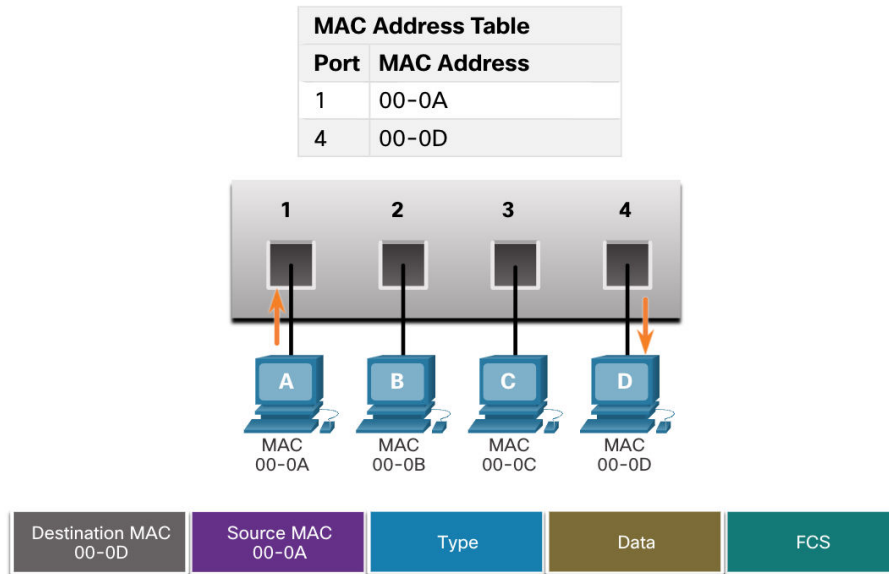 MAC Address Table
Port MAC Address
1 00-0A
4 00-0D
1 2 3 4
A B C D
MAC MAC MAC MAC
00-0A 00-0B 00-0C 00-0D
Destination MAC Source MAC Type Data FCS
00-0D 00-0A